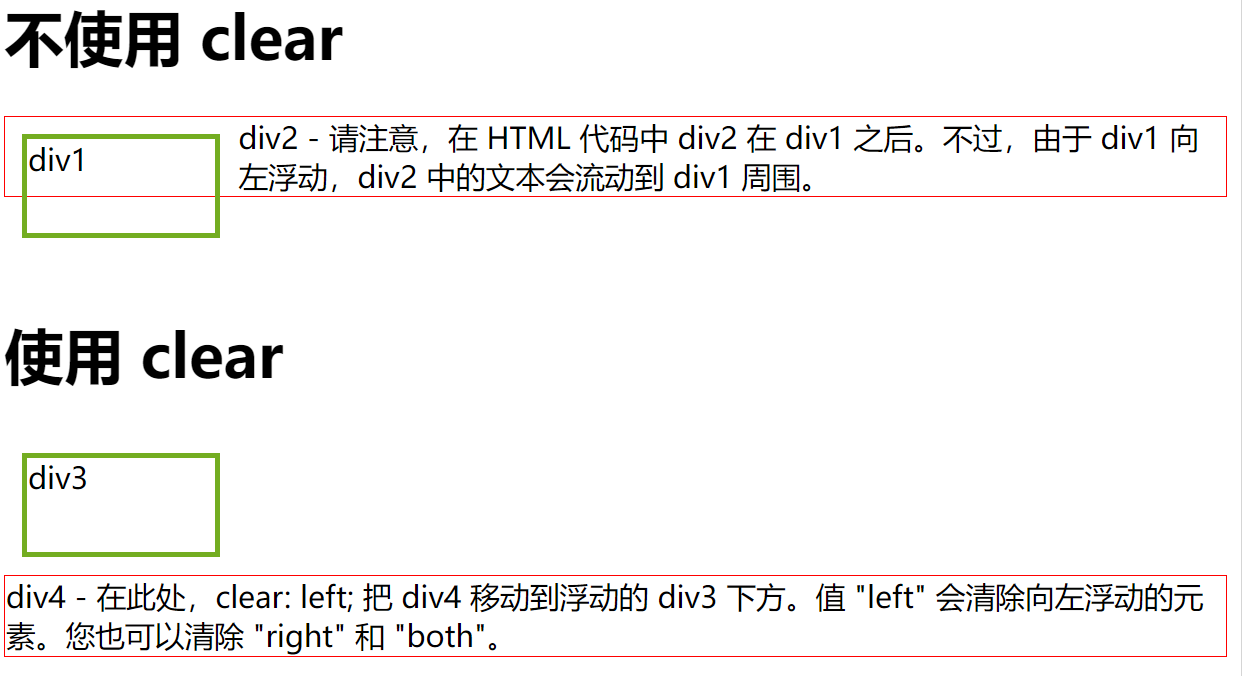 不使用 clear
div1
div2 - 请注意，在 HTML 代码中 div2 在 div1 之后。不过，由于 div1 向
左浮动，div2 中的文本会流动到 div1 周围。
使用 clear
div3
div4 - 在此处，clear: left; 把 div4 移动到浮动的 div3 下方。值 "left" 会清除向左浮动的元
素。您也可以清除 "right" 和 "both"。